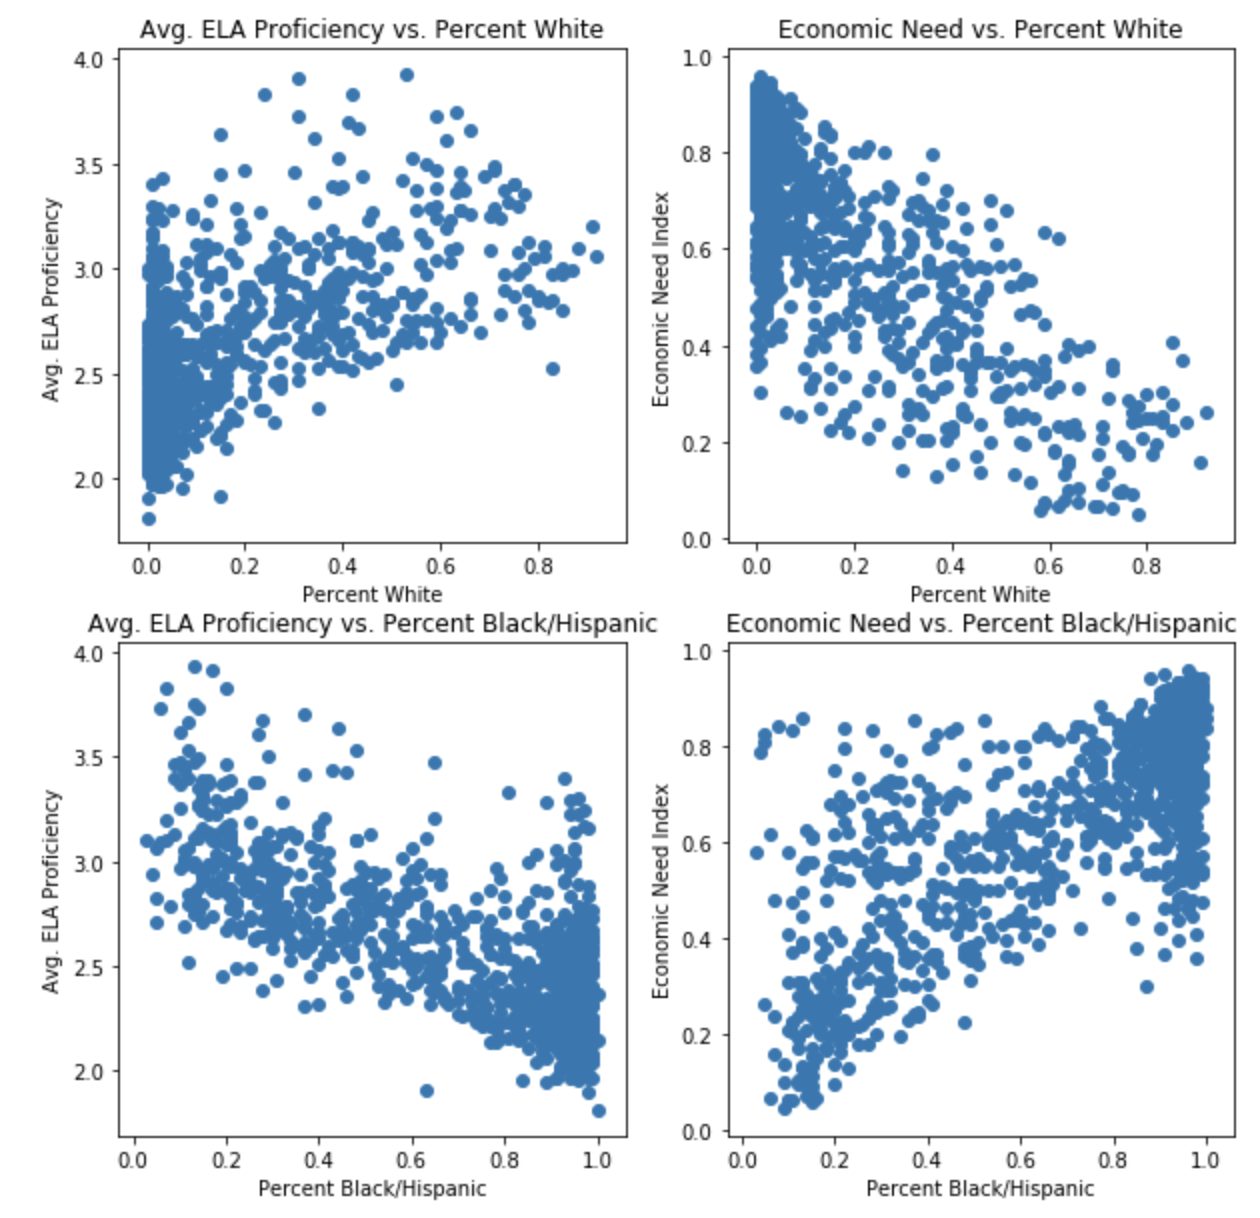 Avg. ELA Proficiency vs. Percent White
4.0
3.5
3.0
2.5
2.0
Avg. ELA Proficiency
0.0 0.2 0.4 0.6 0.8
Percent White
Economic Need vs. Percent White
1.0
0.8
0.6
0.4
0.2
0.0
Economic Need Index
0.0 0.2 0.4 0.6 0.8
Percent White
Avg. ELA Proficiency vs. Percent Black/Hispanic
4.0
3.5
3.0
2.5
2.0
Avg. ELA Proficiency
0.0 0.2 0.4 0.6 0.8 1.0
Percent Black/Hispanic
Economic Need vs. Percent Black/Hispanic
1.0
0.8
0.6
0.4
0.2
0.0
Economic Need Index
0.0 0.2 0.4 0.6 0.8 1.0
Percent Black/Hispanic